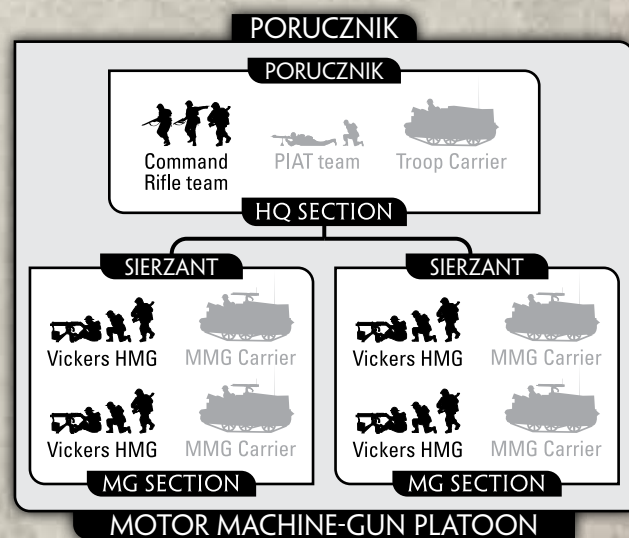 PORUCZNIK
PORUCZNIK
Command
Rifle team
PIAT team
Troop Carrier
HQ SECTION
SIERZANT
SIERZANT
Vickers HMG
MMG Carrier
Vickers HMG
MMG Carrier
Vickers HMG
MMG Carrier
Vickers HMG
MMG Carrier
MG SECTION
MG SECTION
MOTOR MACHINE-GUN PLATOON